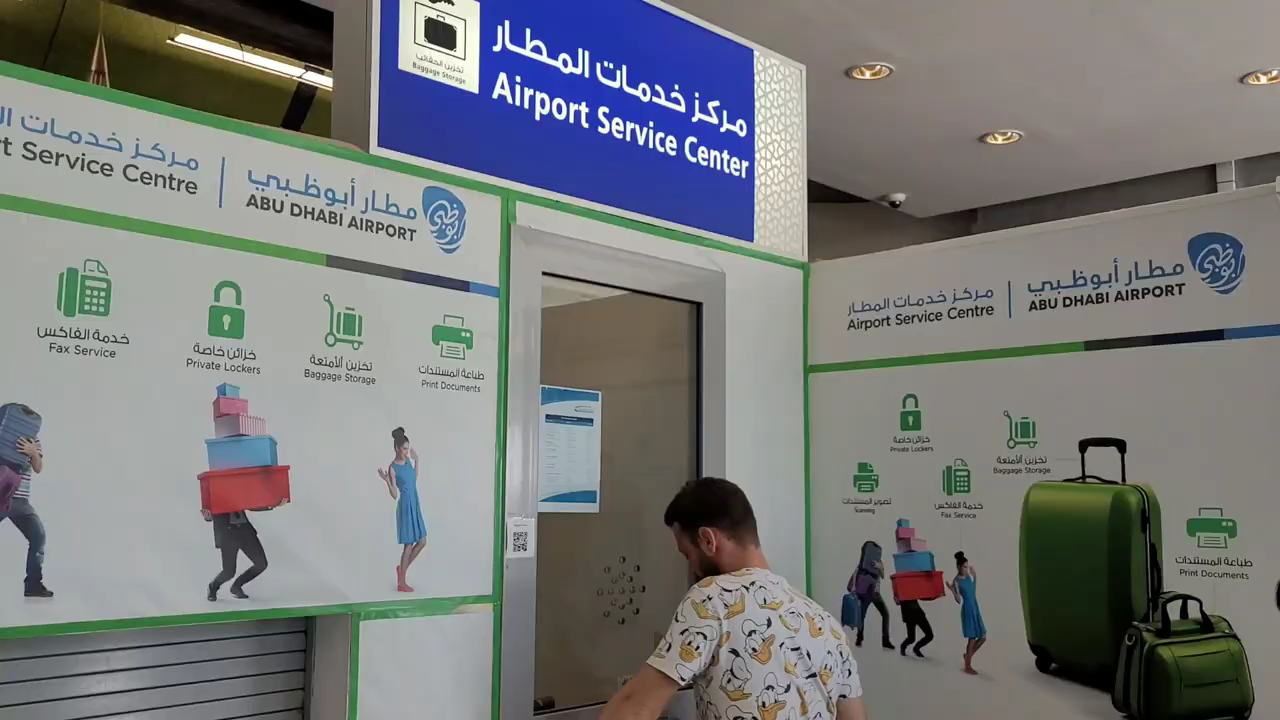 تخزين الحقائب
Baggage Storage
مركز خدمات المطار
Airport Service Center
مركز خدمات
Service Centre
مطار أبوظبي
ABU DHABI AIRPORT
أبوظبي
خدمة الفاكس
Fax Service
خزائن خاصة
Private Lockers
تخزين الأمتعة
Baggage Storage
طباعة المستندات
Print Documents
مركز خدمات المطار
Airport Service Centre
مطار أبوظبي
ABU DHABI AIRPORT
أبوظبي
خزائن خاصة
Private Lockers
تخزين الأمتعة
Baggage Storage
تصوير المستندات
Scanning
خدمة الفاكس
Fax Service
طباعة المستندات
Print Documents